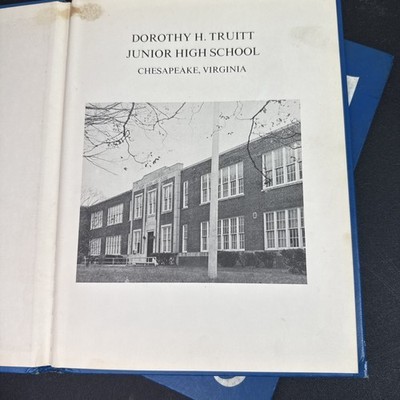 DOROTHY H. TRUITT
JUNIOR HIGH SCHOOL
CHESAPEAKE, VIRGINIA